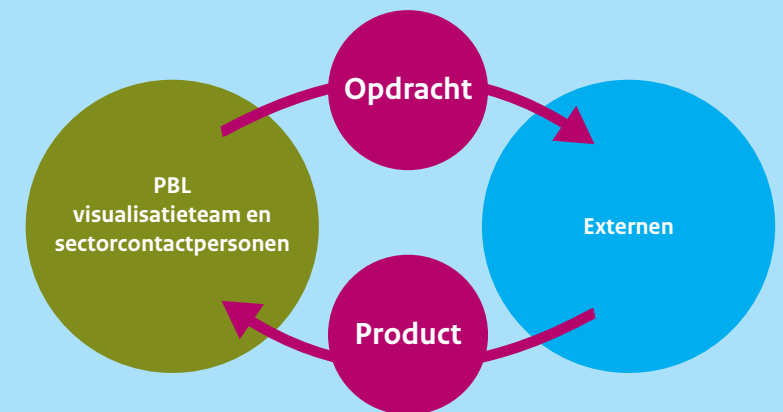 Opdracht
PBL
visualisatieteam en
sectorcontactpersonen
Externen
Product